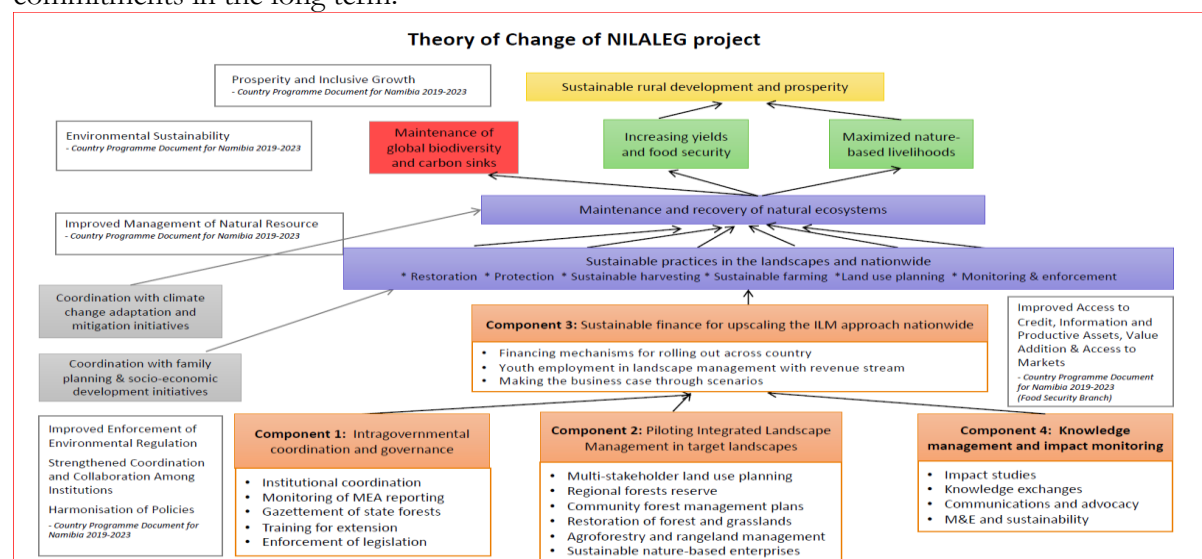 commitments in the long term.
Theory of Change of NILALEG project
Prosperity and Inclusive Growth
- Country Programme Document for Namibia 2019-2023
Sustainable rural development and prosperity
Environmental Sustainability
- Country Programme Document for Namibia 2019-2023
Maintenance of
global biodiversity
and carbon sinks
Increasing yields
and food security
Maximized nature-
based livelihoods
Improved Management of Natural Resource
- Country Programme Document for Namibia 2019-2023
Maintenance and recovery of natural ecosystems
Sustainable practices in the landscapes and nationwide
* Restoration * Protection * Sustainable harvesting * Sustainable farming *Land use planning * Monitoring & enforcement
Coordination with climate
change adaptation and
mitigation initiatives
Coordination with family
planning & socio-economic
development initiatives
Component 3: Sustainable finance for upscaling the ILM approach nationwide
• Financing mechanisms for rolling out across country
• Youth employment in landscape management with revenue stream
• Making the business case through scenarios
Improved Access to
Credit, Information and
Productive Assets, Value
Addition & Access to
Markets
- Country Programme Document
for Namibia 2019-2023
(Food Security Branch)
Improved Enforcement of
Environmental Regulation
Strengthened Coordination
and Collaboration Among
Institutions
Harmonisation of Policies
- Country Programme Document for
Namibia 2019-2023
Component 1: Intragovernmental
coordination and governance
• Institutional coordination
• Monitoring of MEA reporting
• Gazettement of state forests
• Training for extension
• Enforcement of legislation
Component 2: Piloting Integrated Landscape
Management in target landscapes
• Multi-stakeholder land use planning
• Regional forests reserve
• Community forest management plans
• Restoration of forest and grasslands
• Agroforestry and rangeland management
• Sustainable nature-based enterprises
Component 4: Knowledge
management and impact monitoring
• Impact studies
• Knowledge exchanges
• Communications and advocacy
• M&E and sustainability